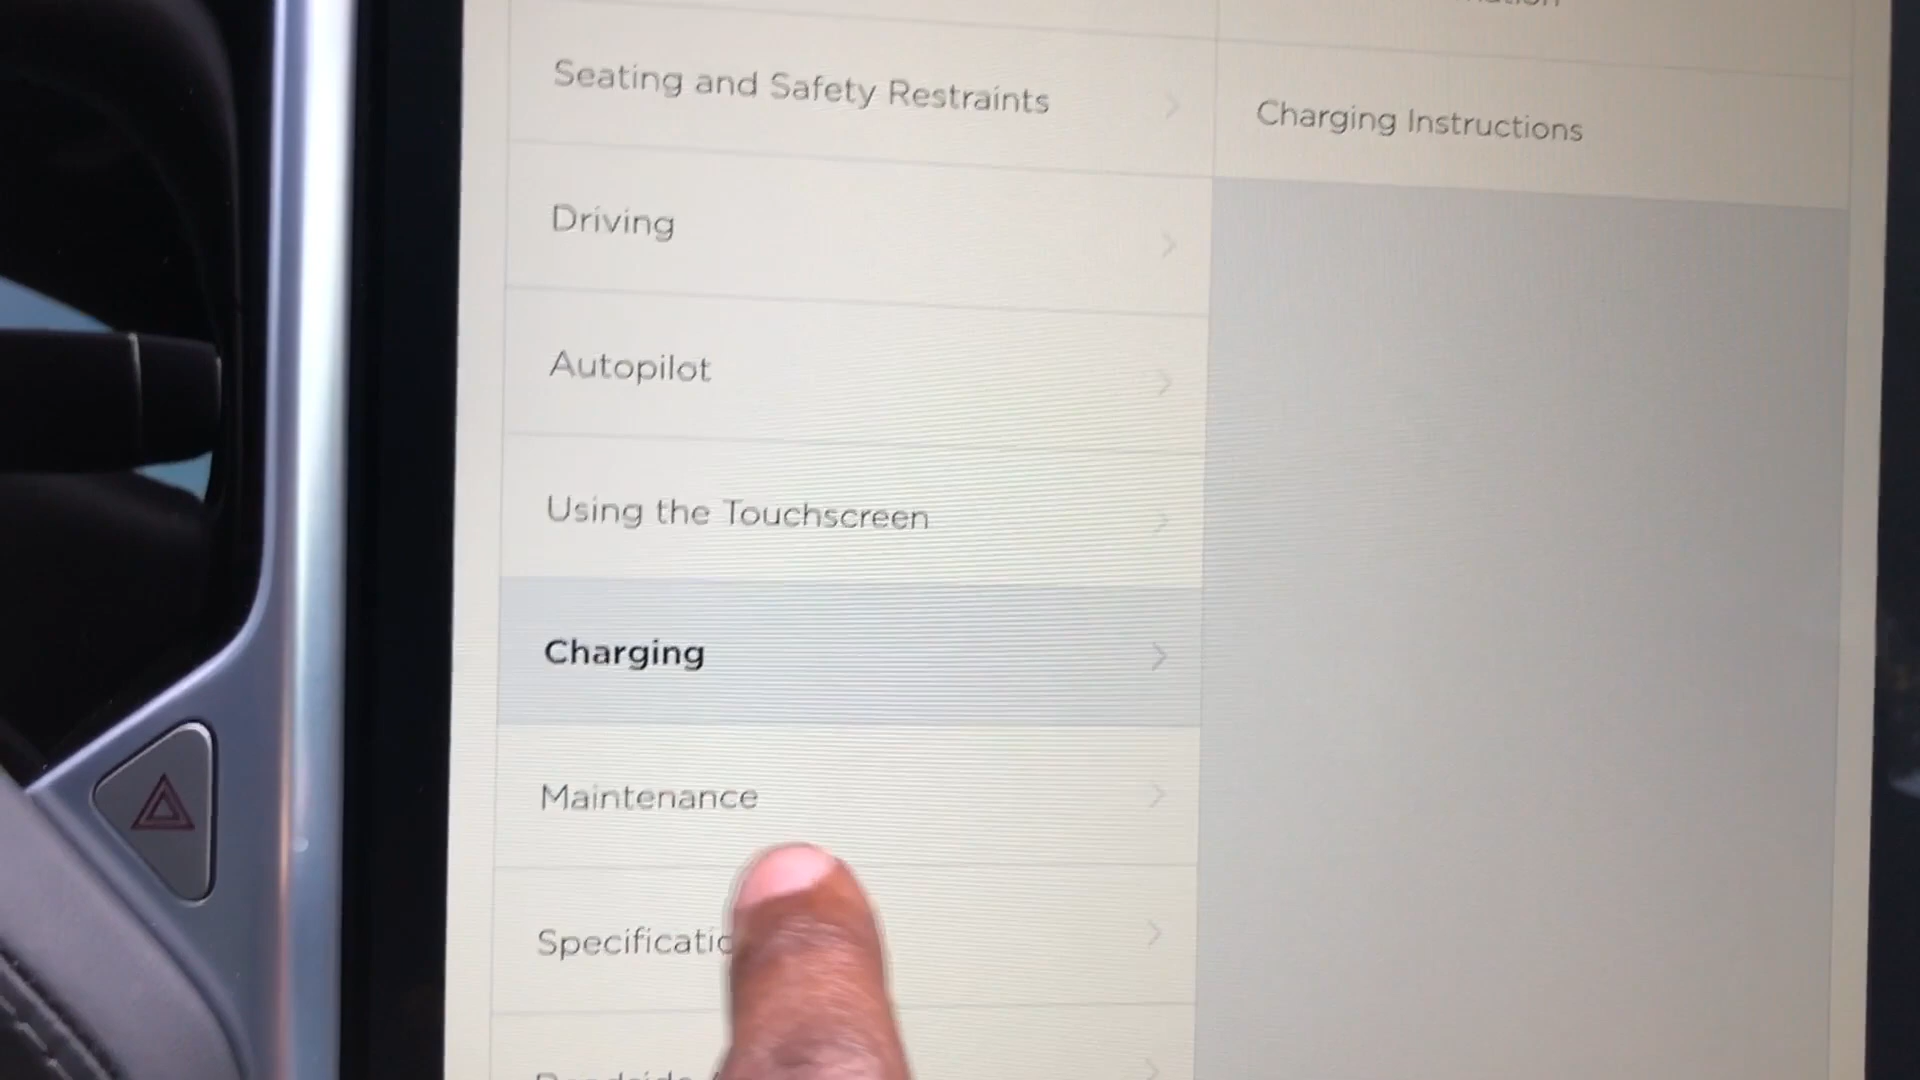 Seating and Safety Restraints
Driving
Autopilot
Using the Touchscreen
Charging
Maintenance
Charging Instructions